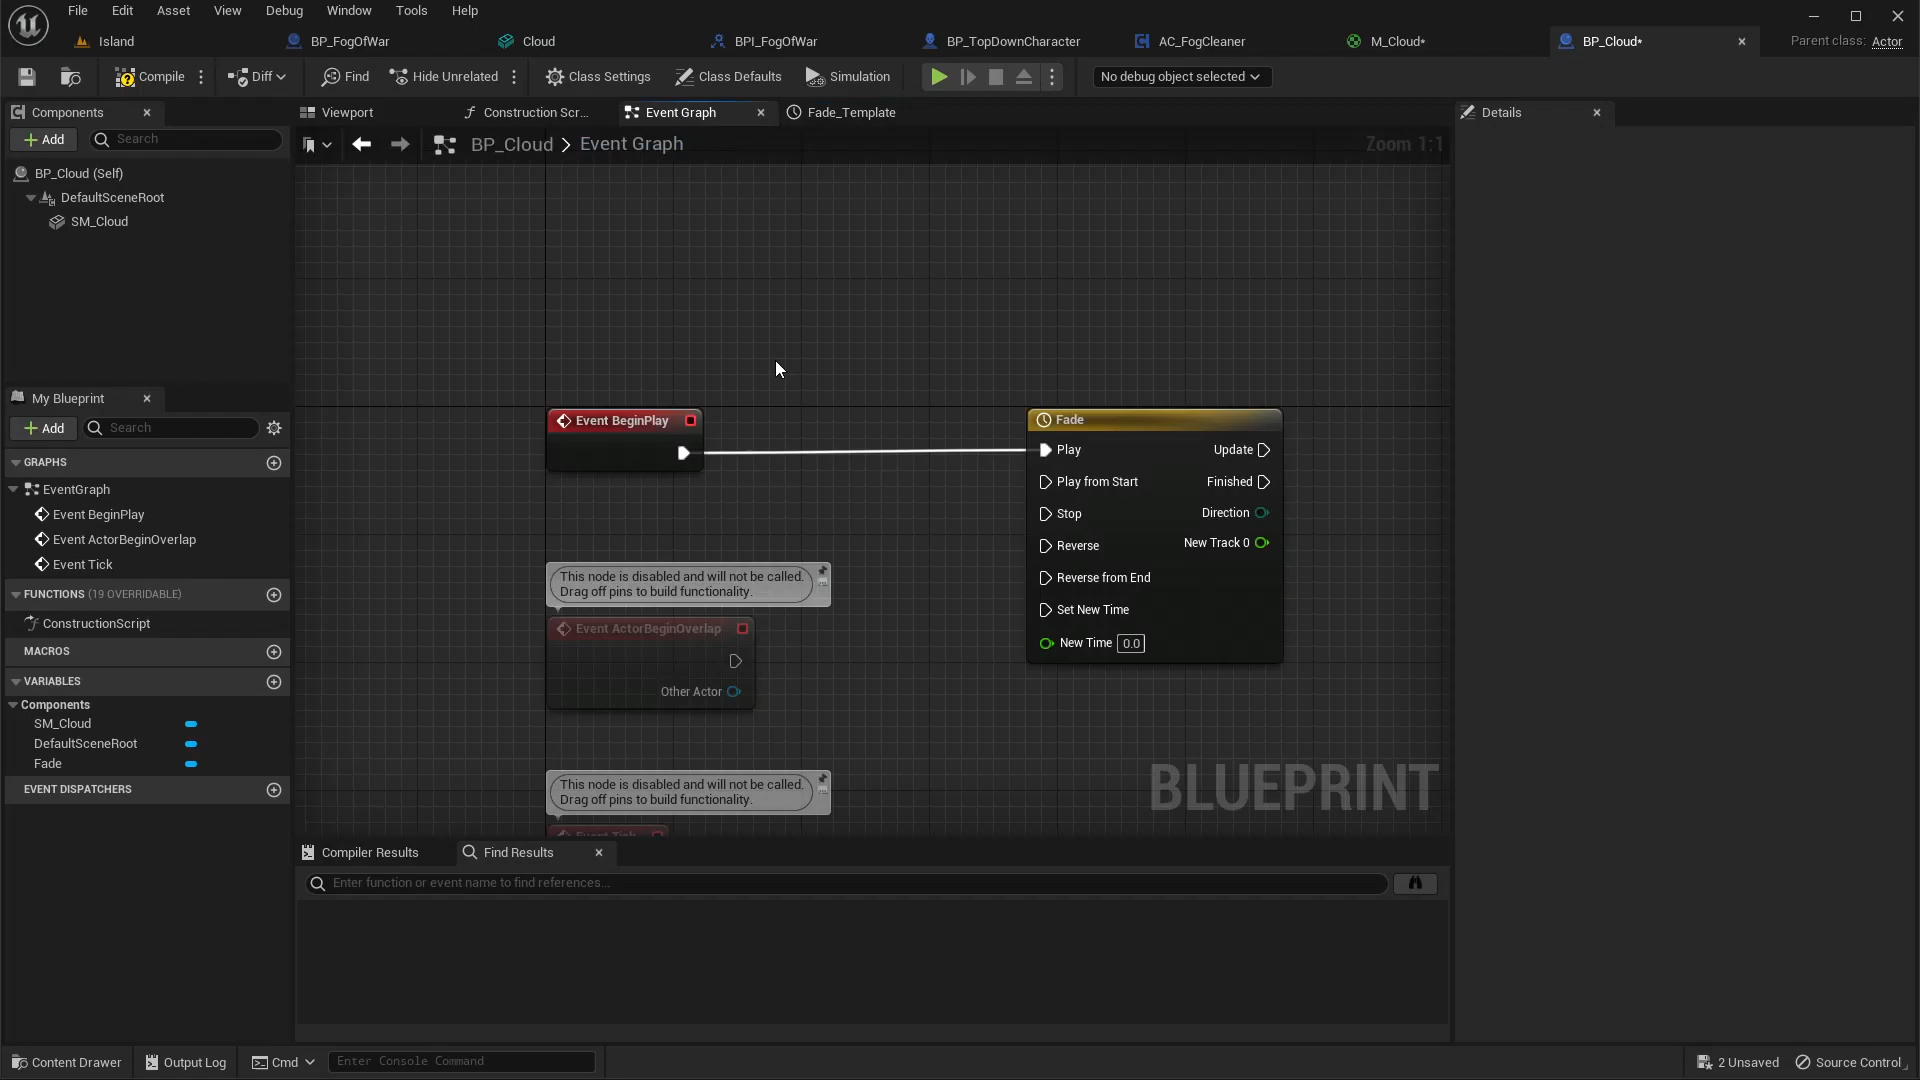 File Edit Asset View Debug Window Tools Help
Island BP_FogOfWar Cloud BPI_FogOfWar BP_TopDownCharacter AC_FogCleaner M_Cloud* BP_Cloud* Parent class: Actor
Compile Diff Find Hide Unrelated Class Settings Class Defaults Simulation No debug object selected
Components Viewport Construction Scr... Event Graph Fade_Template Details
Add Search
BP_Cloud > Event Graph Zoom 1:1
BP_Cloud (Self)
DefaultSceneRoot
SM_Cloud
My Blueprint
Add Search
GRAPHS
EventGraph
Event BeginPlay
Event ActorBeginOverlap
Event Tick
FUNCTIONS (19 OVERRIDABLE)
ConstructionScript
MACROS
VARIABLES
Components
SM_Cloud
DefaultSceneRoot
Fade
EVENT DISPATCHERS
Event BeginPlay
Fade
Play Update
Play from Start Finished
Stop Direction
Reverse New Track 0
Reverse from End
Set New Time
New Time 0.0
This node is disabled and will not be called.
Drag off pins to build functionality.
Event ActorBeginOverlap
Other Actor
This node is disabled and will not be called.
Drag off pins to build functionality.
Event Tick
BLUEPRINT
Compiler Results Find Results
Enter function or event name to find references...
Content Drawer Output Log Cmd Enter Console Command 2 Unsaved Source Control